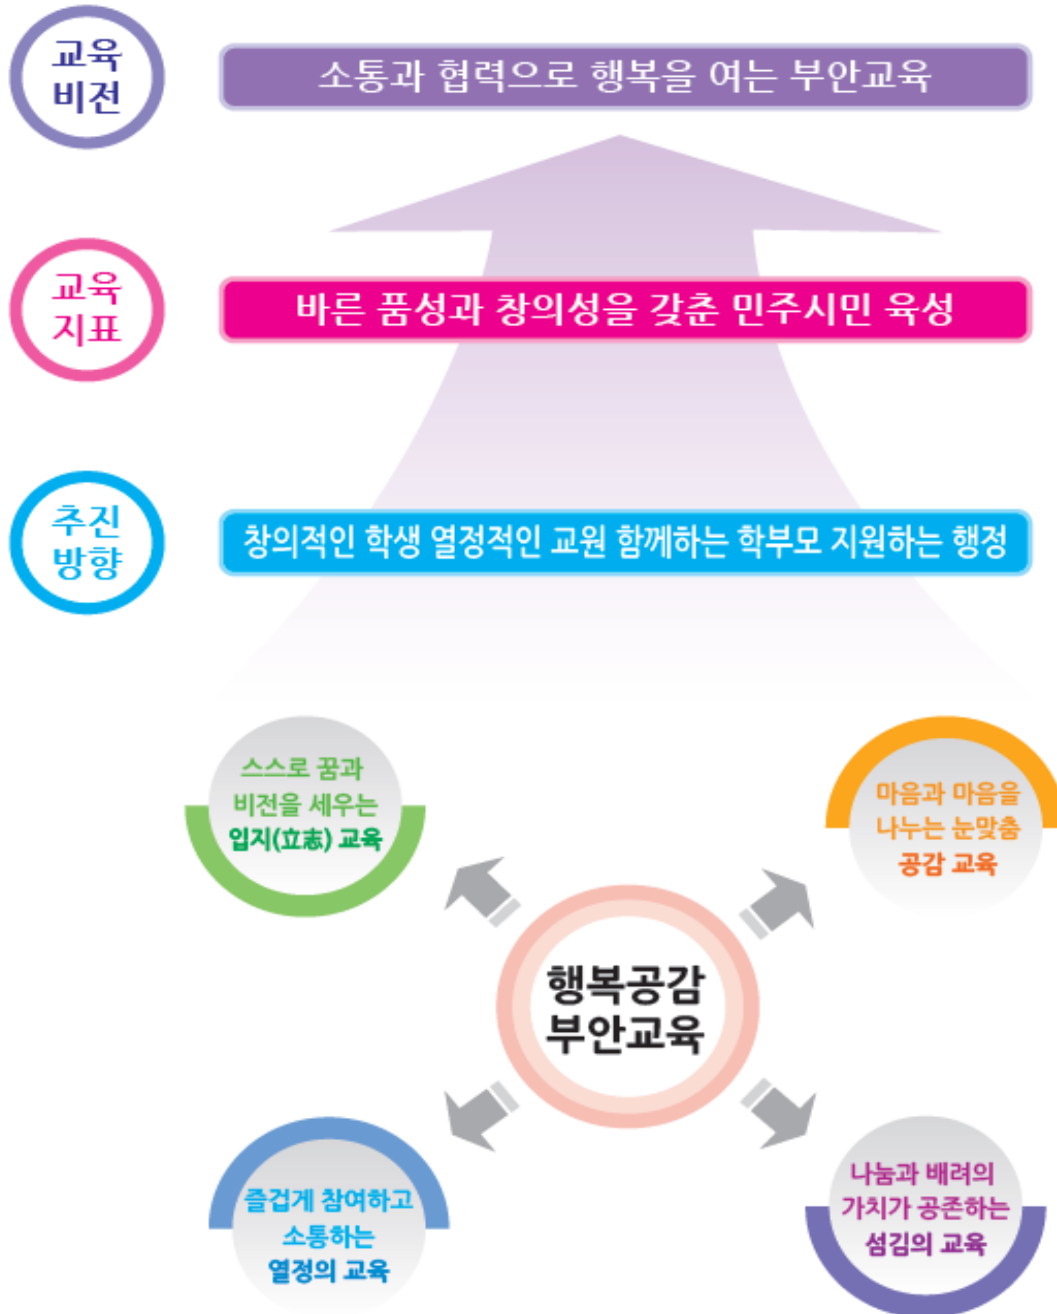 교육
비전
소통과 협력으로 행복을 여는 부안교육
교육
지표
바른 품성과 창의성을 갖춘 민주시민 육성
추진
방향
창의적인 학생 열정적인 교원 함께하는 학부모 지원하는 행정
스스로 꿈과
비전을 세우는
입지(立志) 교육
마음과 마음을
나누는 눈맞춤
공감 교육
행복공감
부안교육
즐겁게 참여하고
소통하는
열정의 교육
나눔과 배려의
가치가 공존하는
섬김의 교육